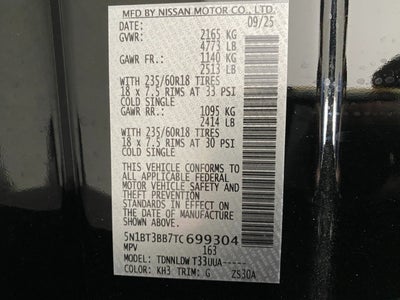 MFD BY NISSAN MOTOR CO., LTD.
DATE: 09/25
GVWR: 2165 KG
4773 LB
GAWR FR.: 1140 KG
2513 LB
WITH 235/60R18 TIRES
18 x 7.5 RIMS AT 33 PSI
COLD SINGLE
GAWR RR.: 1095 KG
2414 LB
WITH 235/60R18 TIRES
18 x 7.5 RIMS AT 30 PSI
COLD SINGLE
THIS VEHICLE CONFORMS TO
ALL APPLICABLE FEDERAL
MOTOR VEHICLE SAFETY AND
THEFT PREVENTION
STANDARDS IN EFFECT ON
THE DATE OF MANUFACTURE
SHOWN ABOVE.
5N1BT3BB7TC699304
MPV 163
MODEL: TDNNLDWT33UUA-----
COLOR: KH3 TRIM: G ZS30A